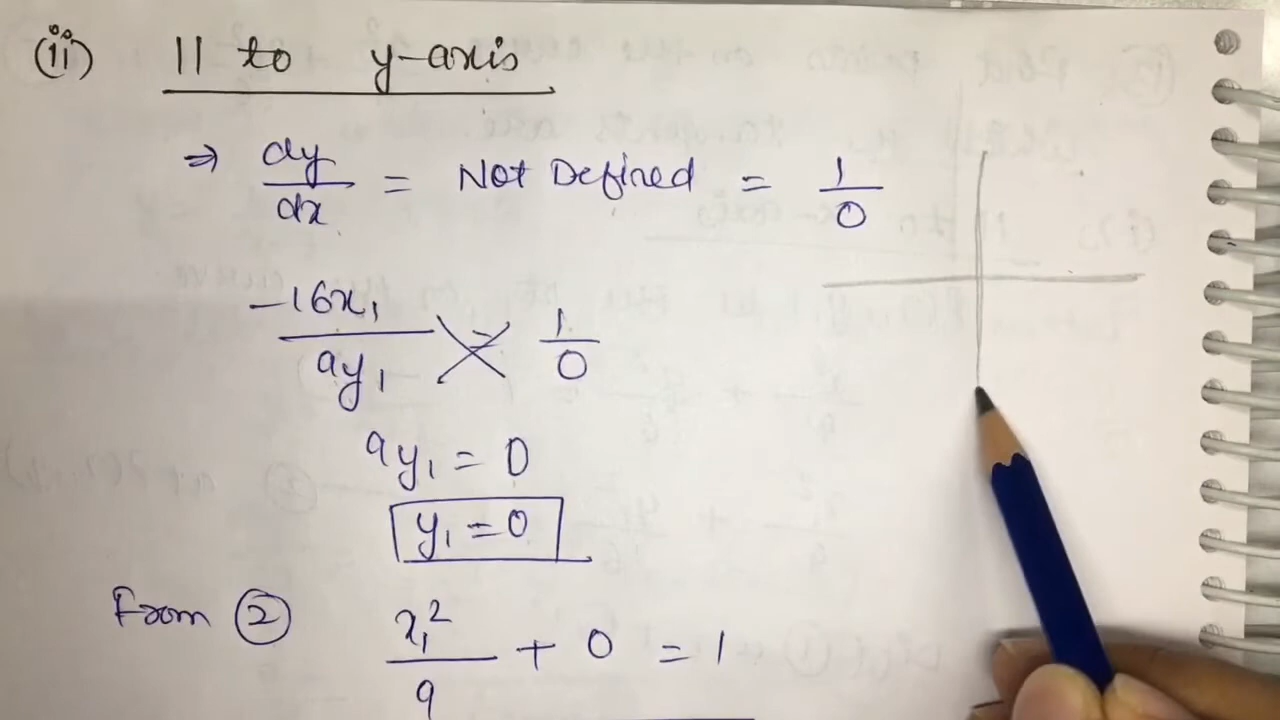 (ii) || to y-axis
⇒ dy/dx = Not Defined = 1/0
-16x₁/9y₁ = 1/0
9y₁ = 0
y₁ = 0
From ② x₁²/9 + 0 = 1